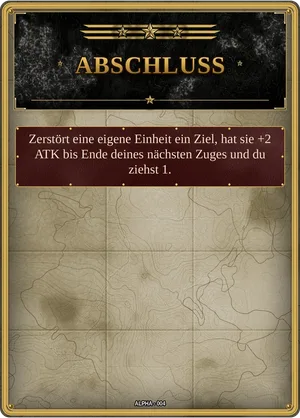 ABSCHLUSS
Zerstört eine eigene Einheit ein Ziel, hat sie +2
ATK bis Ende deines nächsten Zuges und du
ziehst 1.
ALPHA - 004